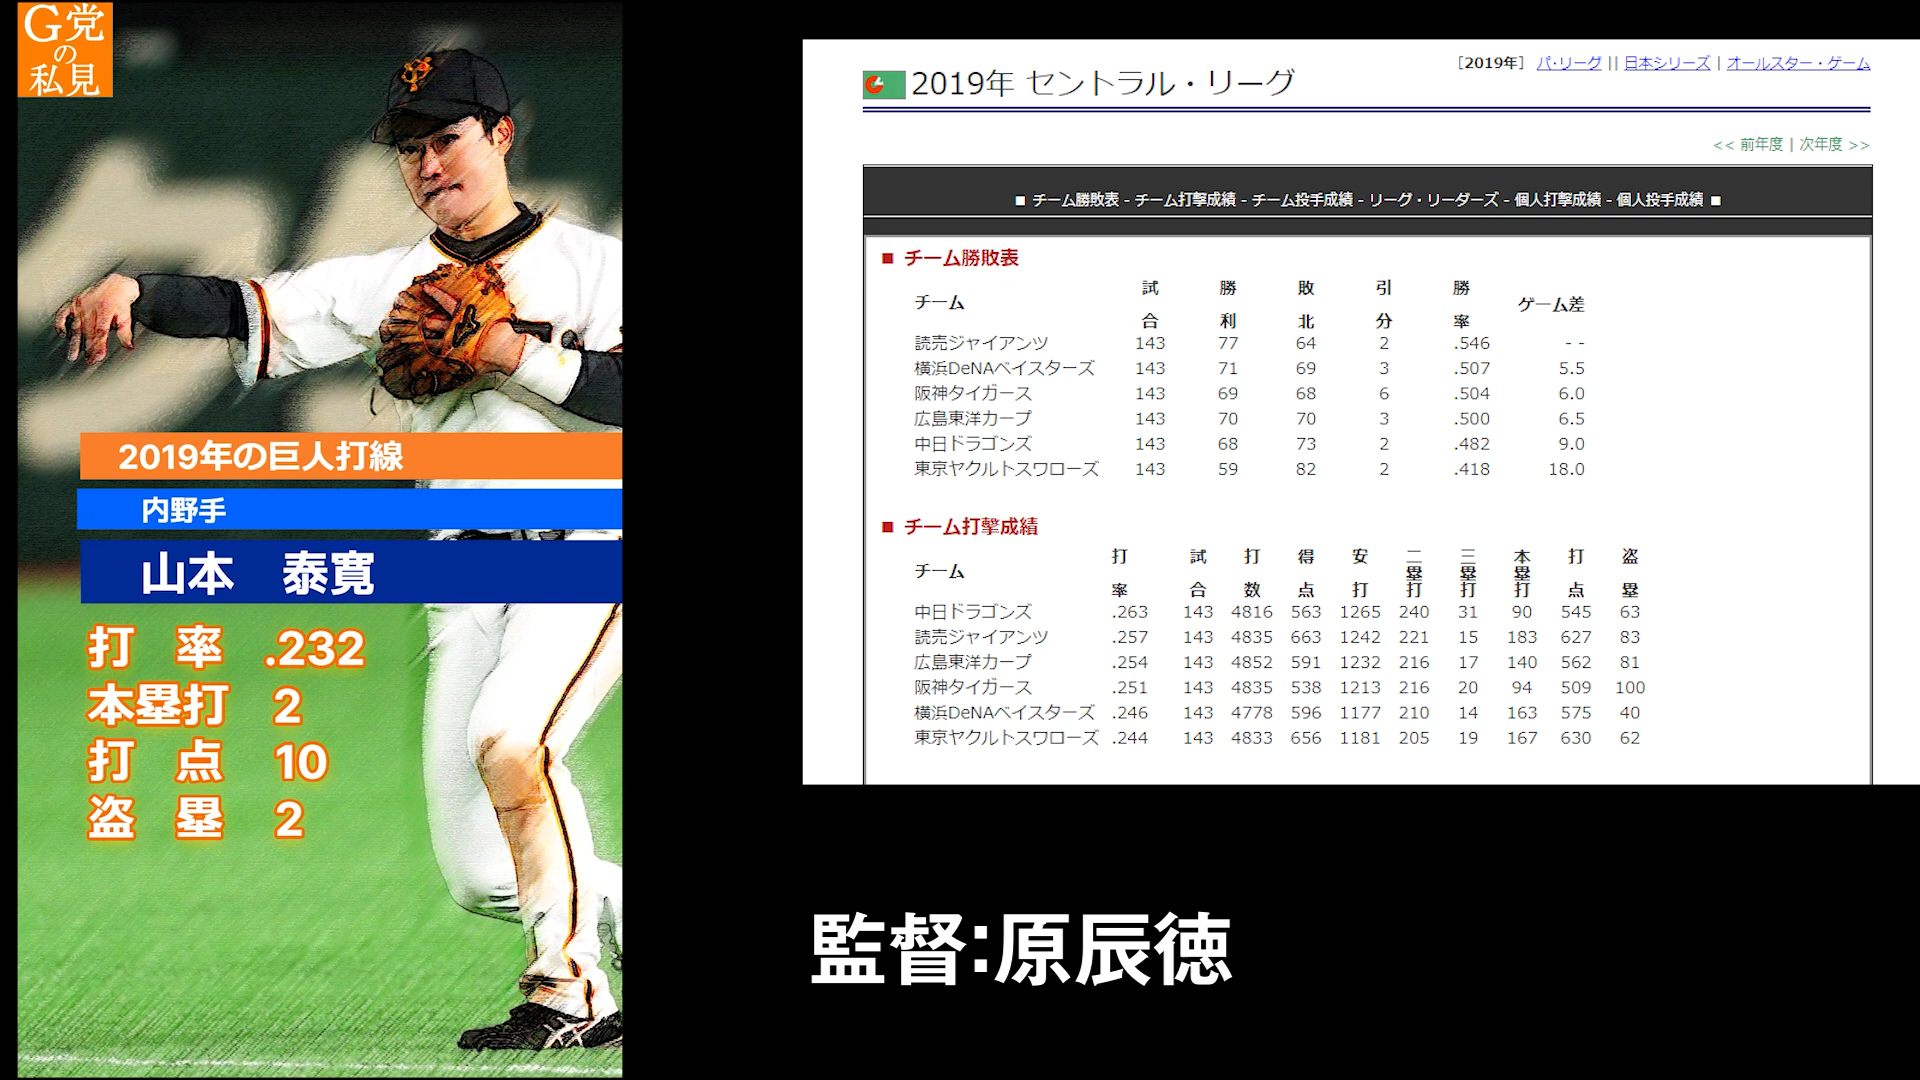 G党
の
私見
2019年の巨人打線
内野手
山本 泰寛
打 率 .232
本塁打 2
打 点 10
盗 塁 2
2019年 セントラル・リーグ
［2019年］ パ・リーグ || 日本シリーズ | オールスター・ゲーム
<< 前年度 | 次年度 >>
■ チーム勝敗表 - チーム打撃成績 - チーム投手成績 - リーグ・リーダーズ - 個人打撃成績 - 個人投手成績 ■
■ チーム勝敗表
チーム 試合 勝利 敗北 引分 勝率 ゲーム差
読売ジャイアンツ 143 77 64 2 .546 - -
横浜DeNAベイスターズ 143 71 69 3 .507 5.5
阪神タイガース 143 69 68 6 .504 6.0
広島東洋カープ 143 70 70 3 .500 6.5
中日ドラゴンズ 143 68 73 2 .482 9.0
東京ヤクルトスワローズ 143 59 82 2 .418 18.0
■ チーム打撃成績
チーム 打率 試合 打数 得点 安打 二塁打 三塁打 本塁打 打点 盗塁
中日ドラゴンズ .263 143 4816 563 1265 240 31 90 545 63
読売ジャイアンツ .257 143 4835 663 1242 221 15 183 627 83
広島東洋カープ .254 143 4852 591 1232 216 17 140 562 81
阪神タイガース .251 143 4835 538 1213 216 20 94 509 100
横浜DeNAベイスターズ .246 143 4778 596 1177 210 14 163 575 40
東京ヤクルトスワローズ .244 143 4833 656 1181 205 19 167 630 62
監督:原辰徳